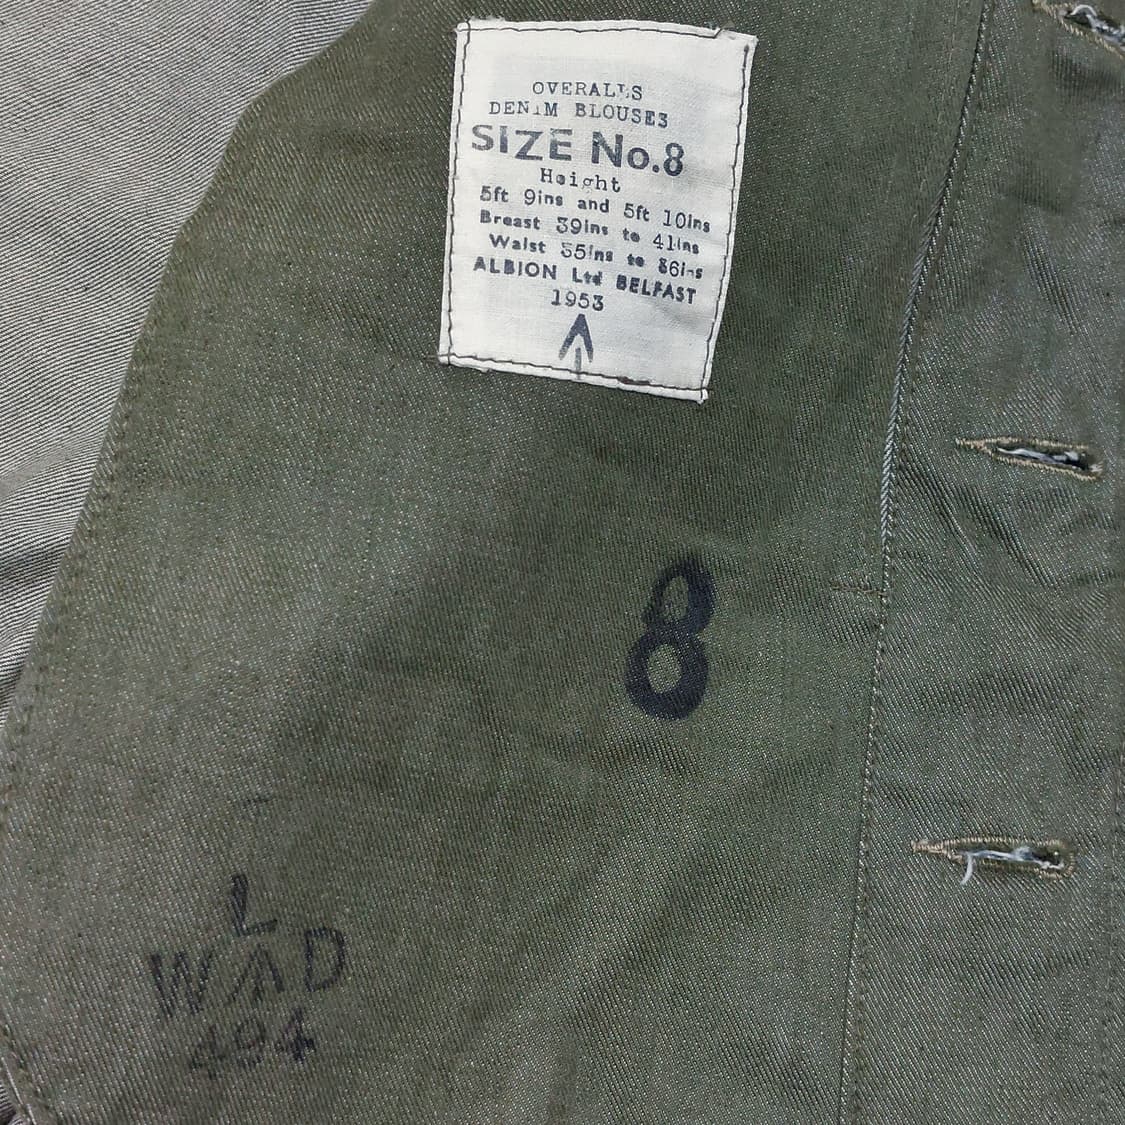 OVERALLS
DENIM BLOUSES
SIZE No.8
Height
5ft 9ins and 5ft 10ins
Breast 39ins to 41ins
Waist 35ins to 36ins
ALBION Ltd BELFAST
1953
8
L
W D
494